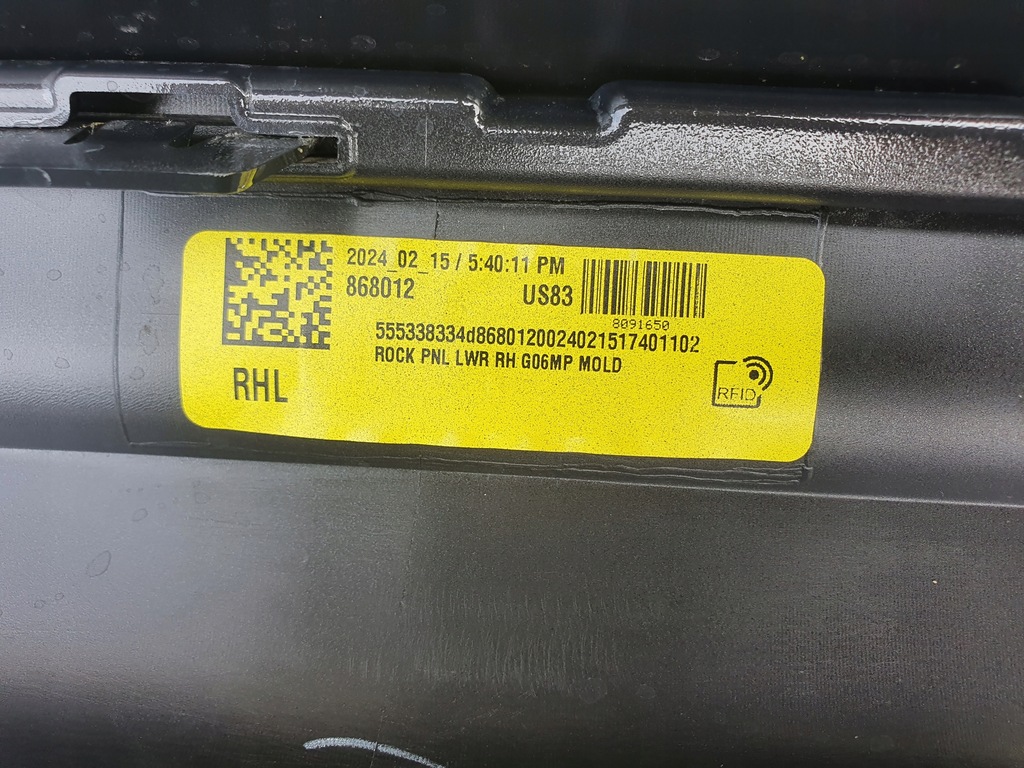 2024_02_15 / 5:40:11 PM
868012
US83
8091650
555338334d8680120024021517401102
ROCK PNL LWR RH G06MP MOLD
RHL
RFID